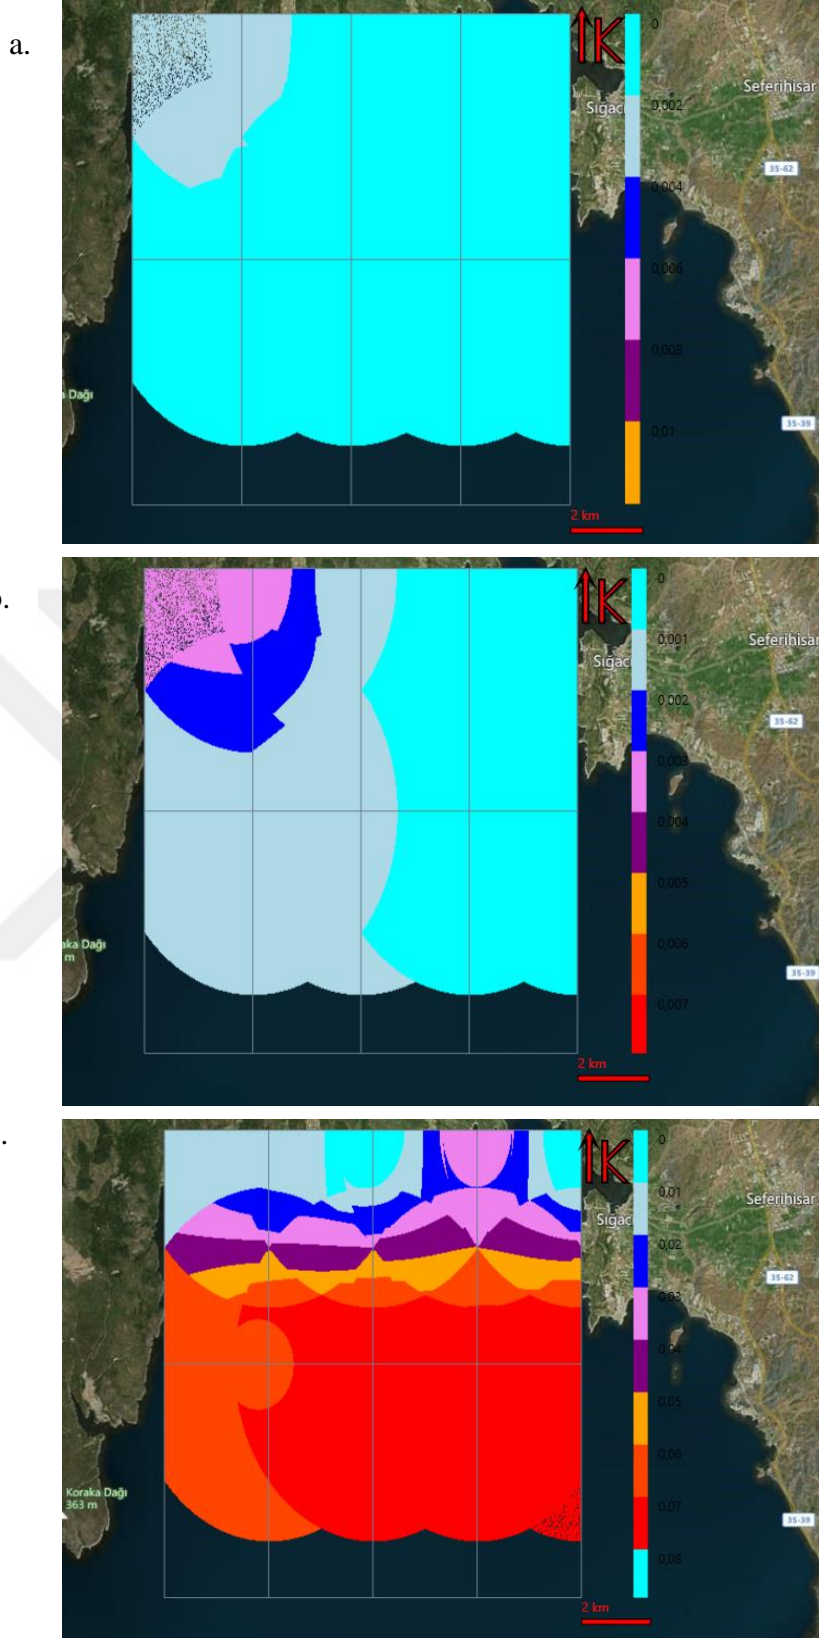 a.
K
0
Seferihisar
Sığac
0,002
35-62
0,004
0,006
0,008
Dağı
35-39
0,01
2 km
.
K
0
0,001
Seferihisar
Sığac
0,002
35-62
0,003
0,004
0,005
0,006
aka Dağı
m
35-39
0,007
2 km
.
K
0
0,01
Seferihisar
Sığac
0,02
35-62
0,03
0,04
0,05
0,06
Koraka Dağı
363 m
0,07
35-39
0,08
2 km